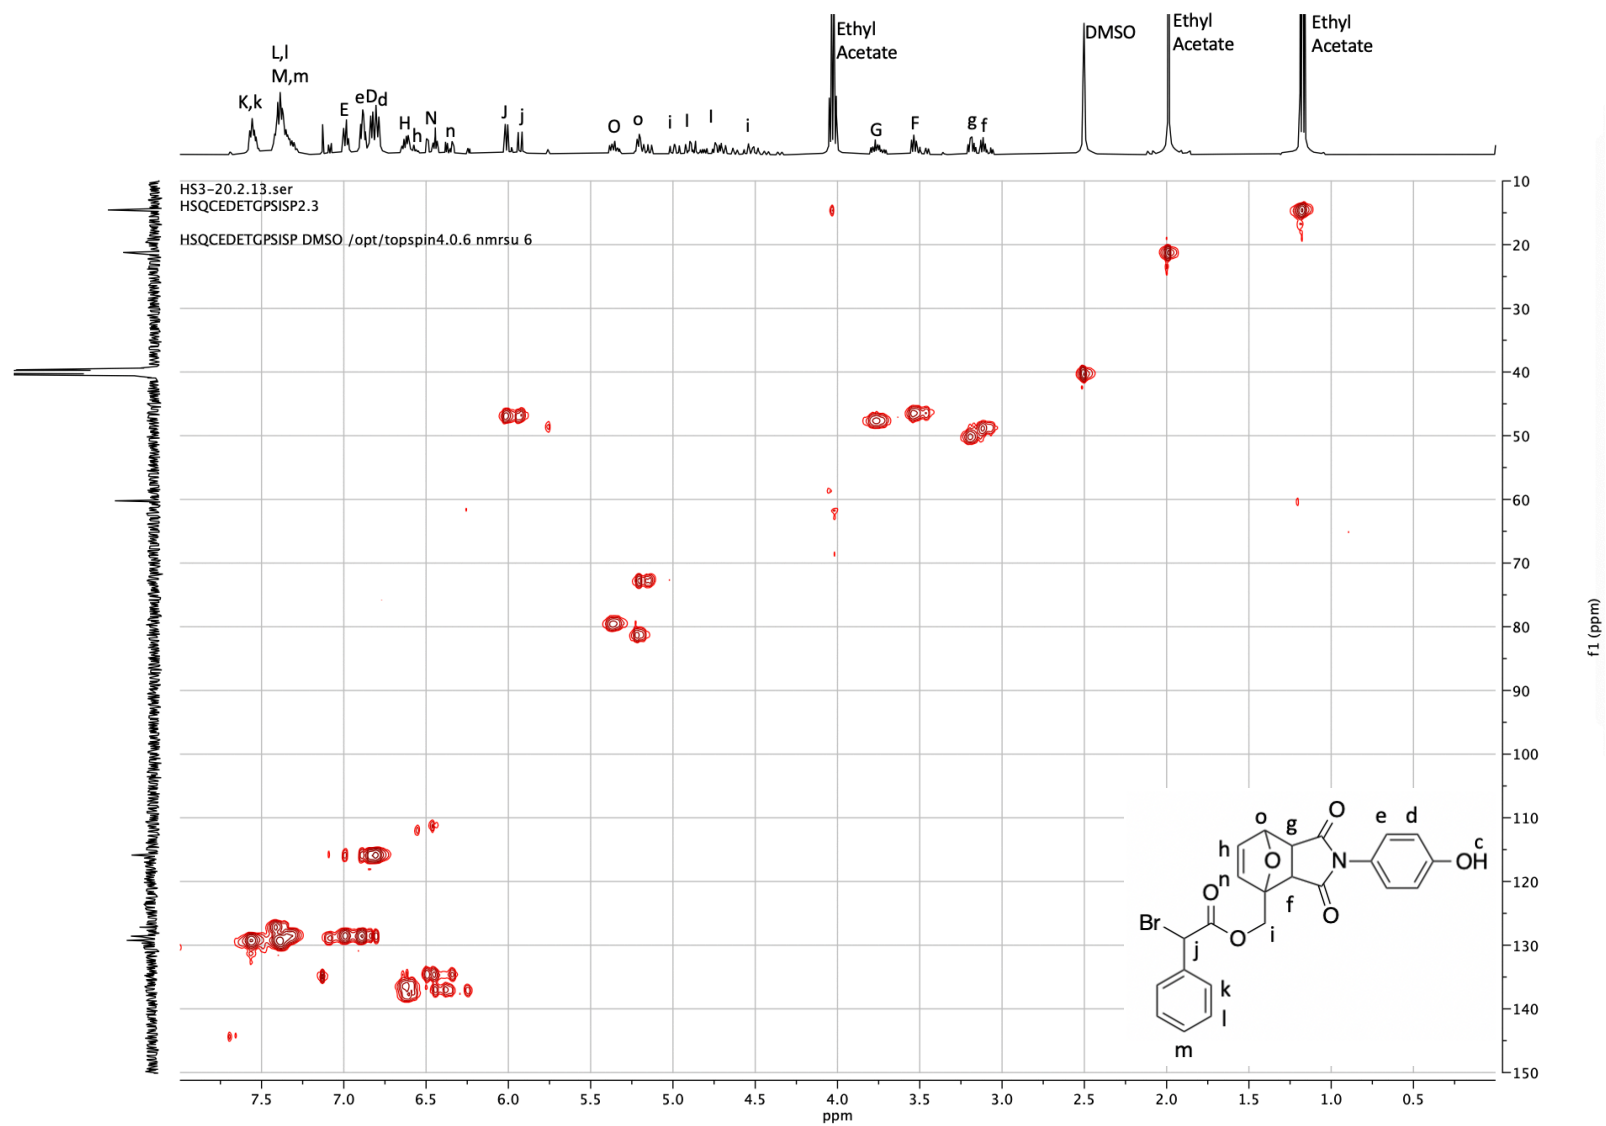 Ethyl
Acetate
DMSO
Ethyl
Acetate
Ethyl
Acetate
L,l
M,m
K,k
E
e
D
d
H
h
N
n
J
j
O
o
i
I
I
i
G
F
g
f
HS3-20.2.13.ser
HSQCEDETGPSISP2.3
HSQCEDETGPSISP DMSO /opt/topspin4.0.6 nmrsu 6
10
20
30
40
50
60
70
80
90
100
110
120
130
140
150
f1 (ppm)
O
o
g
e
d
c
h
O
N
OH
n
O
f
O
Br
O
i
j
k
l
m
7.5
7.0
6.5
6.0
5.5
5.0
4.5
4.0
3.5
3.0
2.5
2.0
1.5
1.0
0.5
ppm
ppm